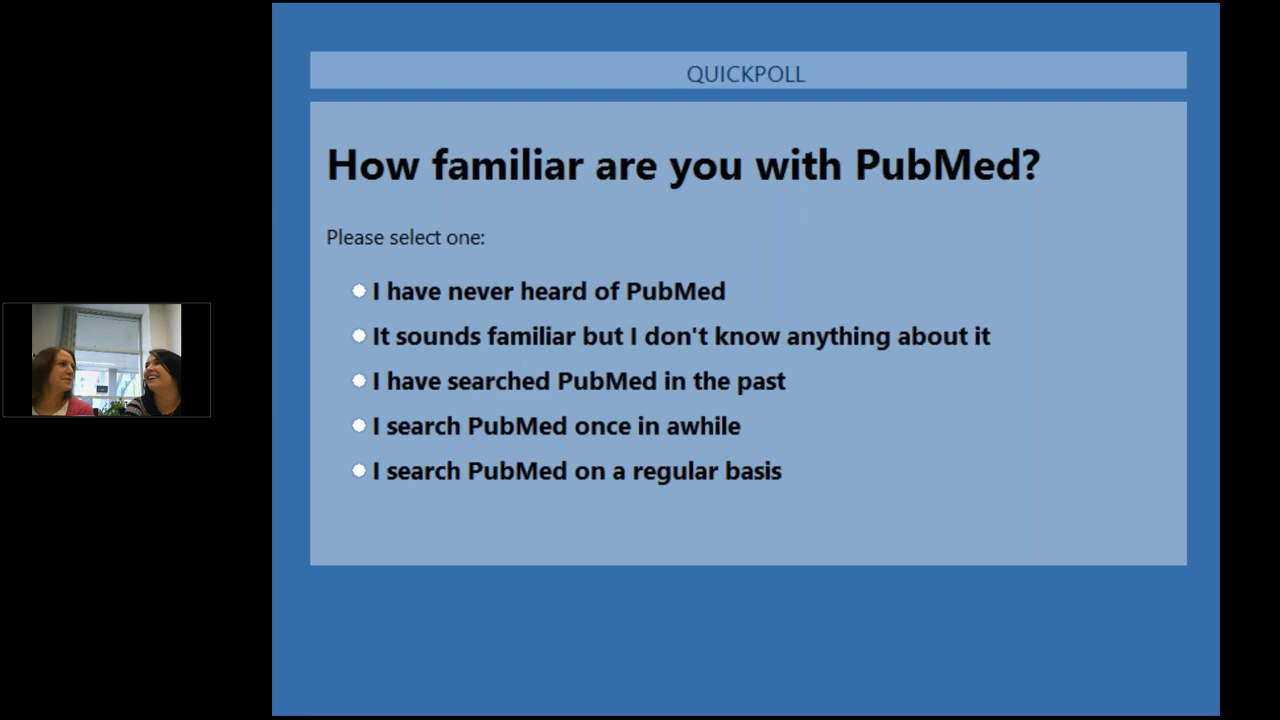 QUICKPOLL
How familiar are you with PubMed?
Please select one:
I have never heard of PubMed
It sounds familiar but I don't know anything about it
I have searched PubMed in the past
I search PubMed once in awhile
I search PubMed on a regular basis